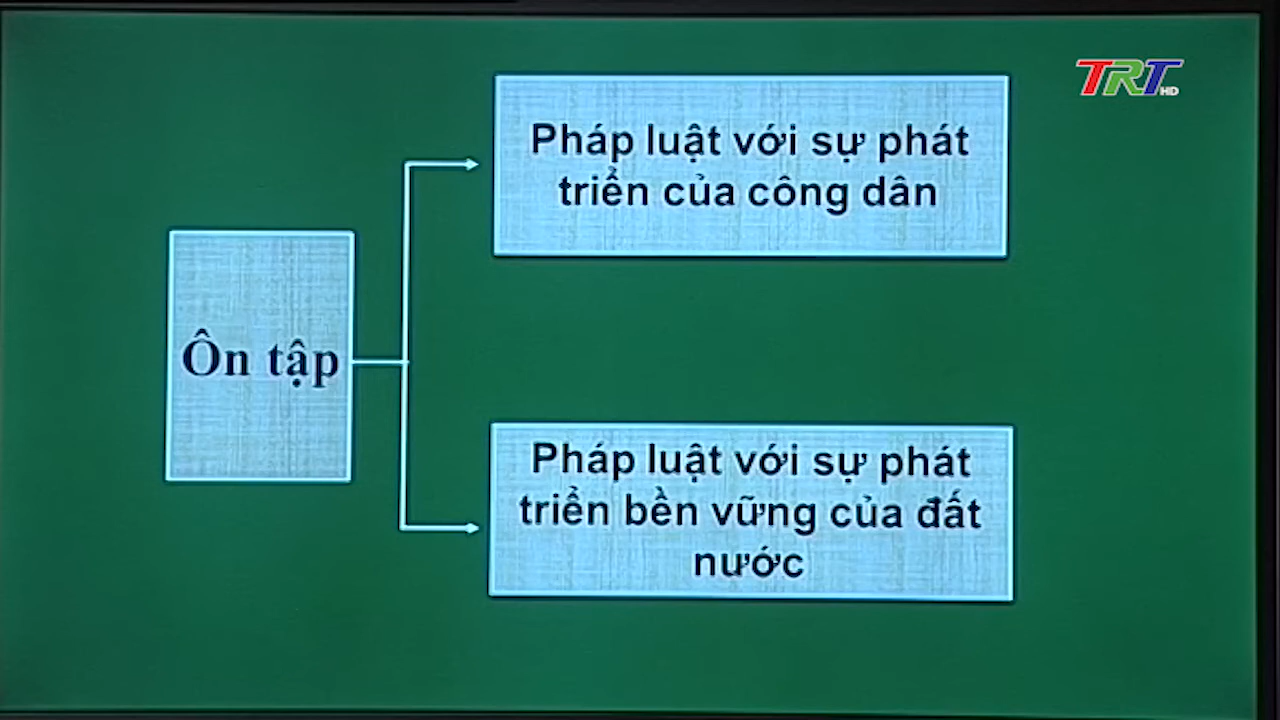 TRT HD
Pháp luật với sự phát
triển của công dân
Ôn tập
Pháp luật với sự phát
triển bền vững của đất
nước